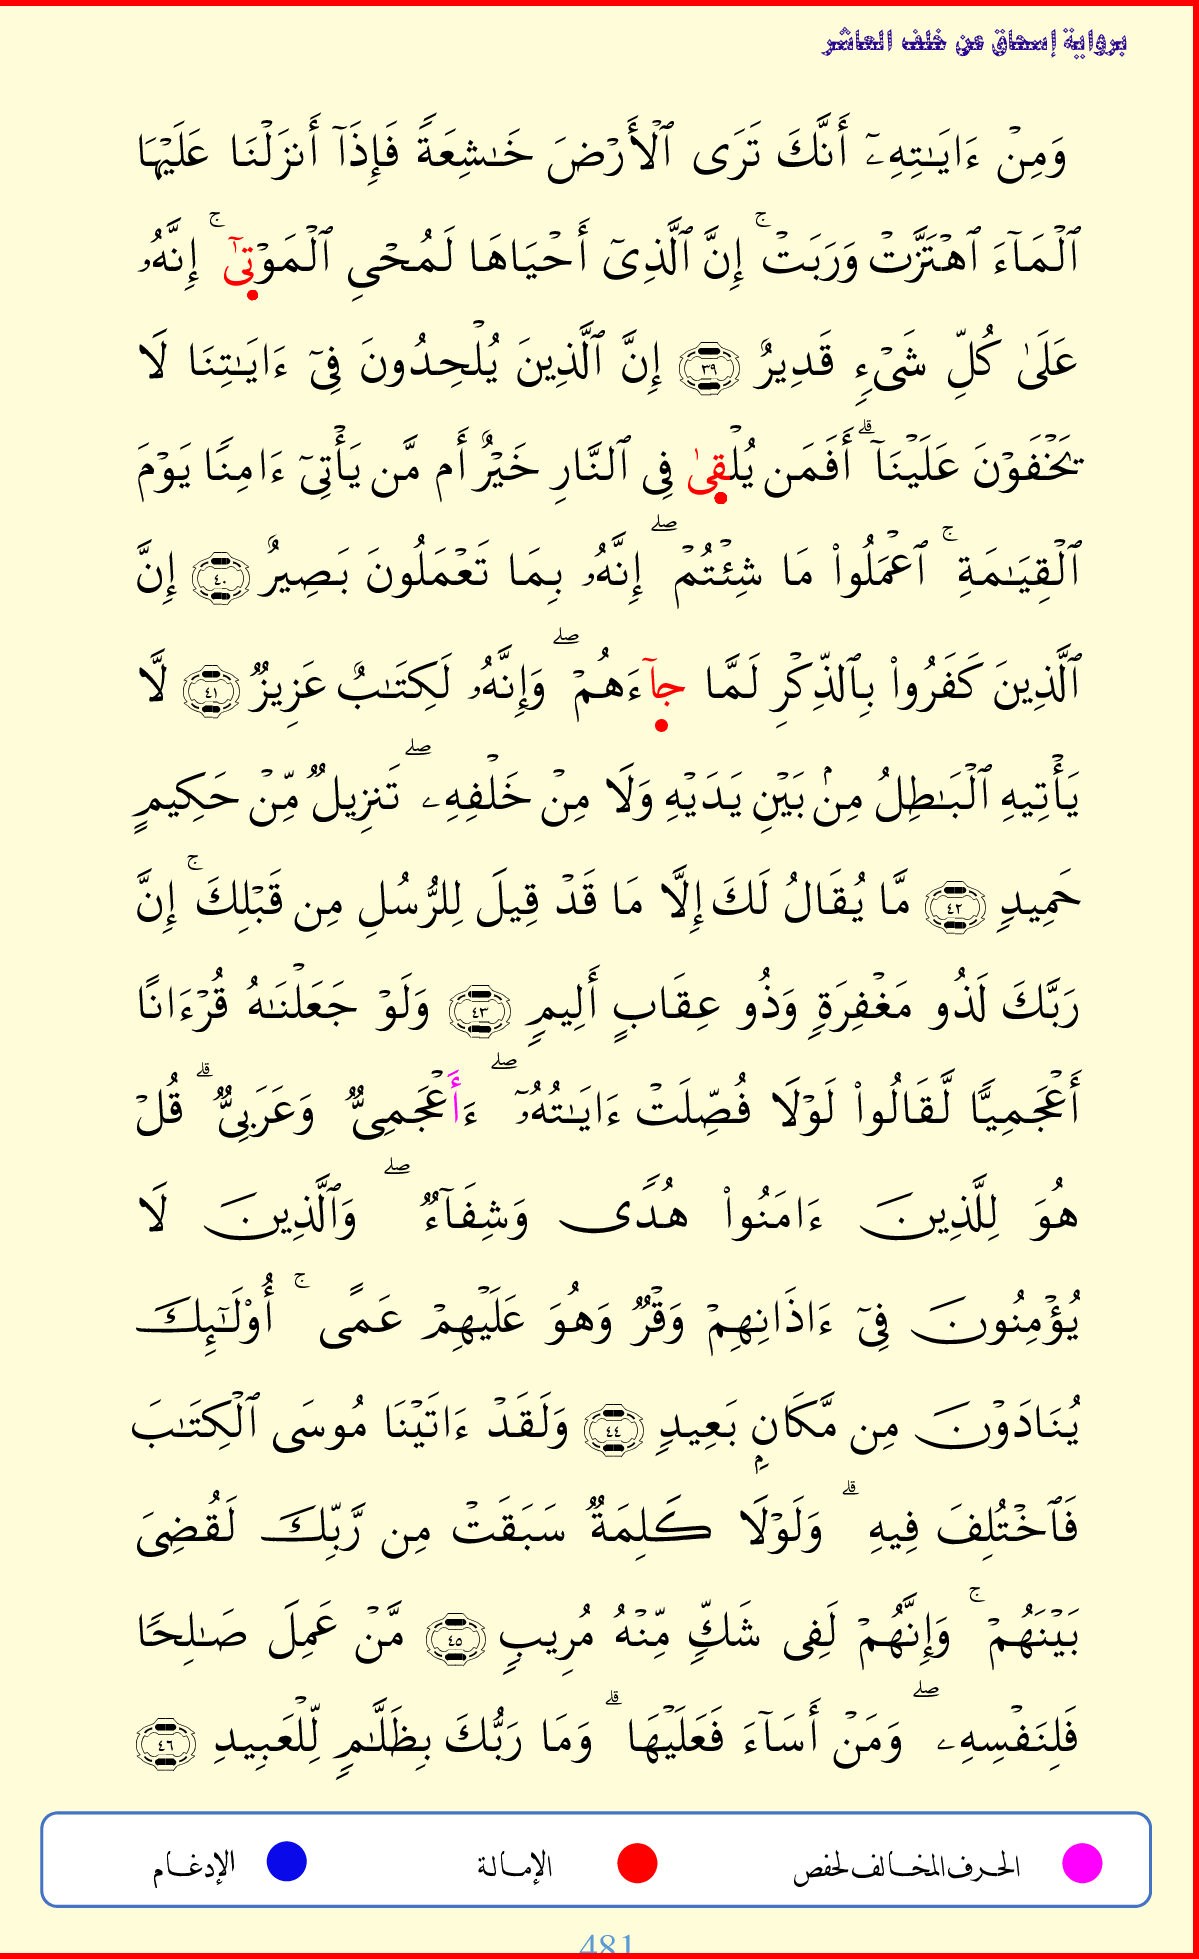 برواية إسحاق عن خلف العاشر
وَمِنۡ ءَايَٰتِهِۦٓ أَنَّكَ تَرَى ٱلۡأَرۡضَ خَٰشِعَةٗ فَإِذَآ أَنزَلۡنَا عَلَيۡهَا
ٱلۡمَآءَ ٱهۡتَزَّتۡ وَرَبَتۡۚ إِنَّ ٱلَّذِيٓ أَحۡيَاهَا لَمُحۡيِ ٱلۡمَوۡتىٰٓۚ إِنَّهُۥ
عَلَىٰ كُلِّ شَيۡءٖ قَدِيرٌ ٣٩ إِنَّ ٱلَّذِينَ يُلۡحِدُونَ فِيٓ ءَايَٰتِنَا لَا
يَخۡفَوۡنَ عَلَيۡنَآۗ أَفَمَن يُلۡقىٰ فِي ٱلنَّارِ خَيۡرٌ أَم مَّن يَأۡتِيٓ ءَامِنٗا يَوۡمَ
ٱلۡقِيَٰمَةِۚ ٱعۡمَلُواْ مَا شِئۡتُمۡۖ إِنَّهُۥ بِمَا تَعۡمَلُونَ بَصِيرٌ ٤٠ إِنَّ
ٱلَّذِينَ كَفَرُواْ بِٱلذِّكۡرِ لَمَّا جآءَهُمۡۖ وَإِنَّهُۥ لَكِتَٰبٌ عَزِيزٞ ٤١ لَّا
يَأۡتِيهِ ٱلۡبَٰطِلُ مِنۢ بَيۡنِ يَدَيۡهِ وَلَا مِنۡ خَلۡفِهِۦۖ تَنزِيلٞ مِّنۡ حَكِيمٍ
حَمِيدٖ ٤٢ مَّا يُقَالُ لَكَ إِلَّا مَا قَدۡ قِيلَ لِلرُّسُلِ مِن قَبۡلِكَۚ إِنَّ
رَبَّكَ لَذُو مَغۡفِرَةٖ وَذُو عِقَابٍ أَلِيمٖ ٤٣ وَلَوۡ جَعَلۡنَٰهُ قُرۡءَانًا
أَعۡجَمِيّٗا لَّقَالُواْ لَوۡلَا فُصِّلَتۡ ءَايَٰتُهُۥٓۖ ءَأَعۡجَمِيّٞ وَعَرَبِيّٞۗ قُلۡ
هُوَ لِلَّذِينَ ءَامَنُواْ هُدٗى وَشِفَآءٞۖ وَٱلَّذِينَ لَا
يُؤۡمِنُونَ فِيٓ ءَاذَانِهِمۡ وَقۡرٞ وَهُوَ عَلَيۡهِمۡ عَمًىۚ أُوْلَٰٓئِكَ
يُنَادَوۡنَ مِن مَّكَانِۭ بَعِيدٖ ٤٤ وَلَقَدۡ ءَاتَيۡنَا مُوسَى ٱلۡكِتَٰبَ
فَٱخۡتُلِفَ فِيهِۗ وَلَوۡلَا كَلِمَةٞ سَبَقَتۡ مِن رَّبِّكَ لَقُضِيَ
بَيۡنَهُمۡۚ وَإِنَّهُمۡ لَفِي شَكّٖ مِّنۡهُ مُرِيبٖ ٤٥ مَّنۡ عَمِلَ صَٰلِحٗا
فَلِنَفۡسِهِۦۖ وَمَنۡ أَسَآءَ فَعَلَيۡهَاۗ وَمَا رَبُّكَ بِظَلَّٰمٖ لِّلۡعَبِيدِ ٤٦
الحرف المخالف لحفص الإمالة الإدغام
481